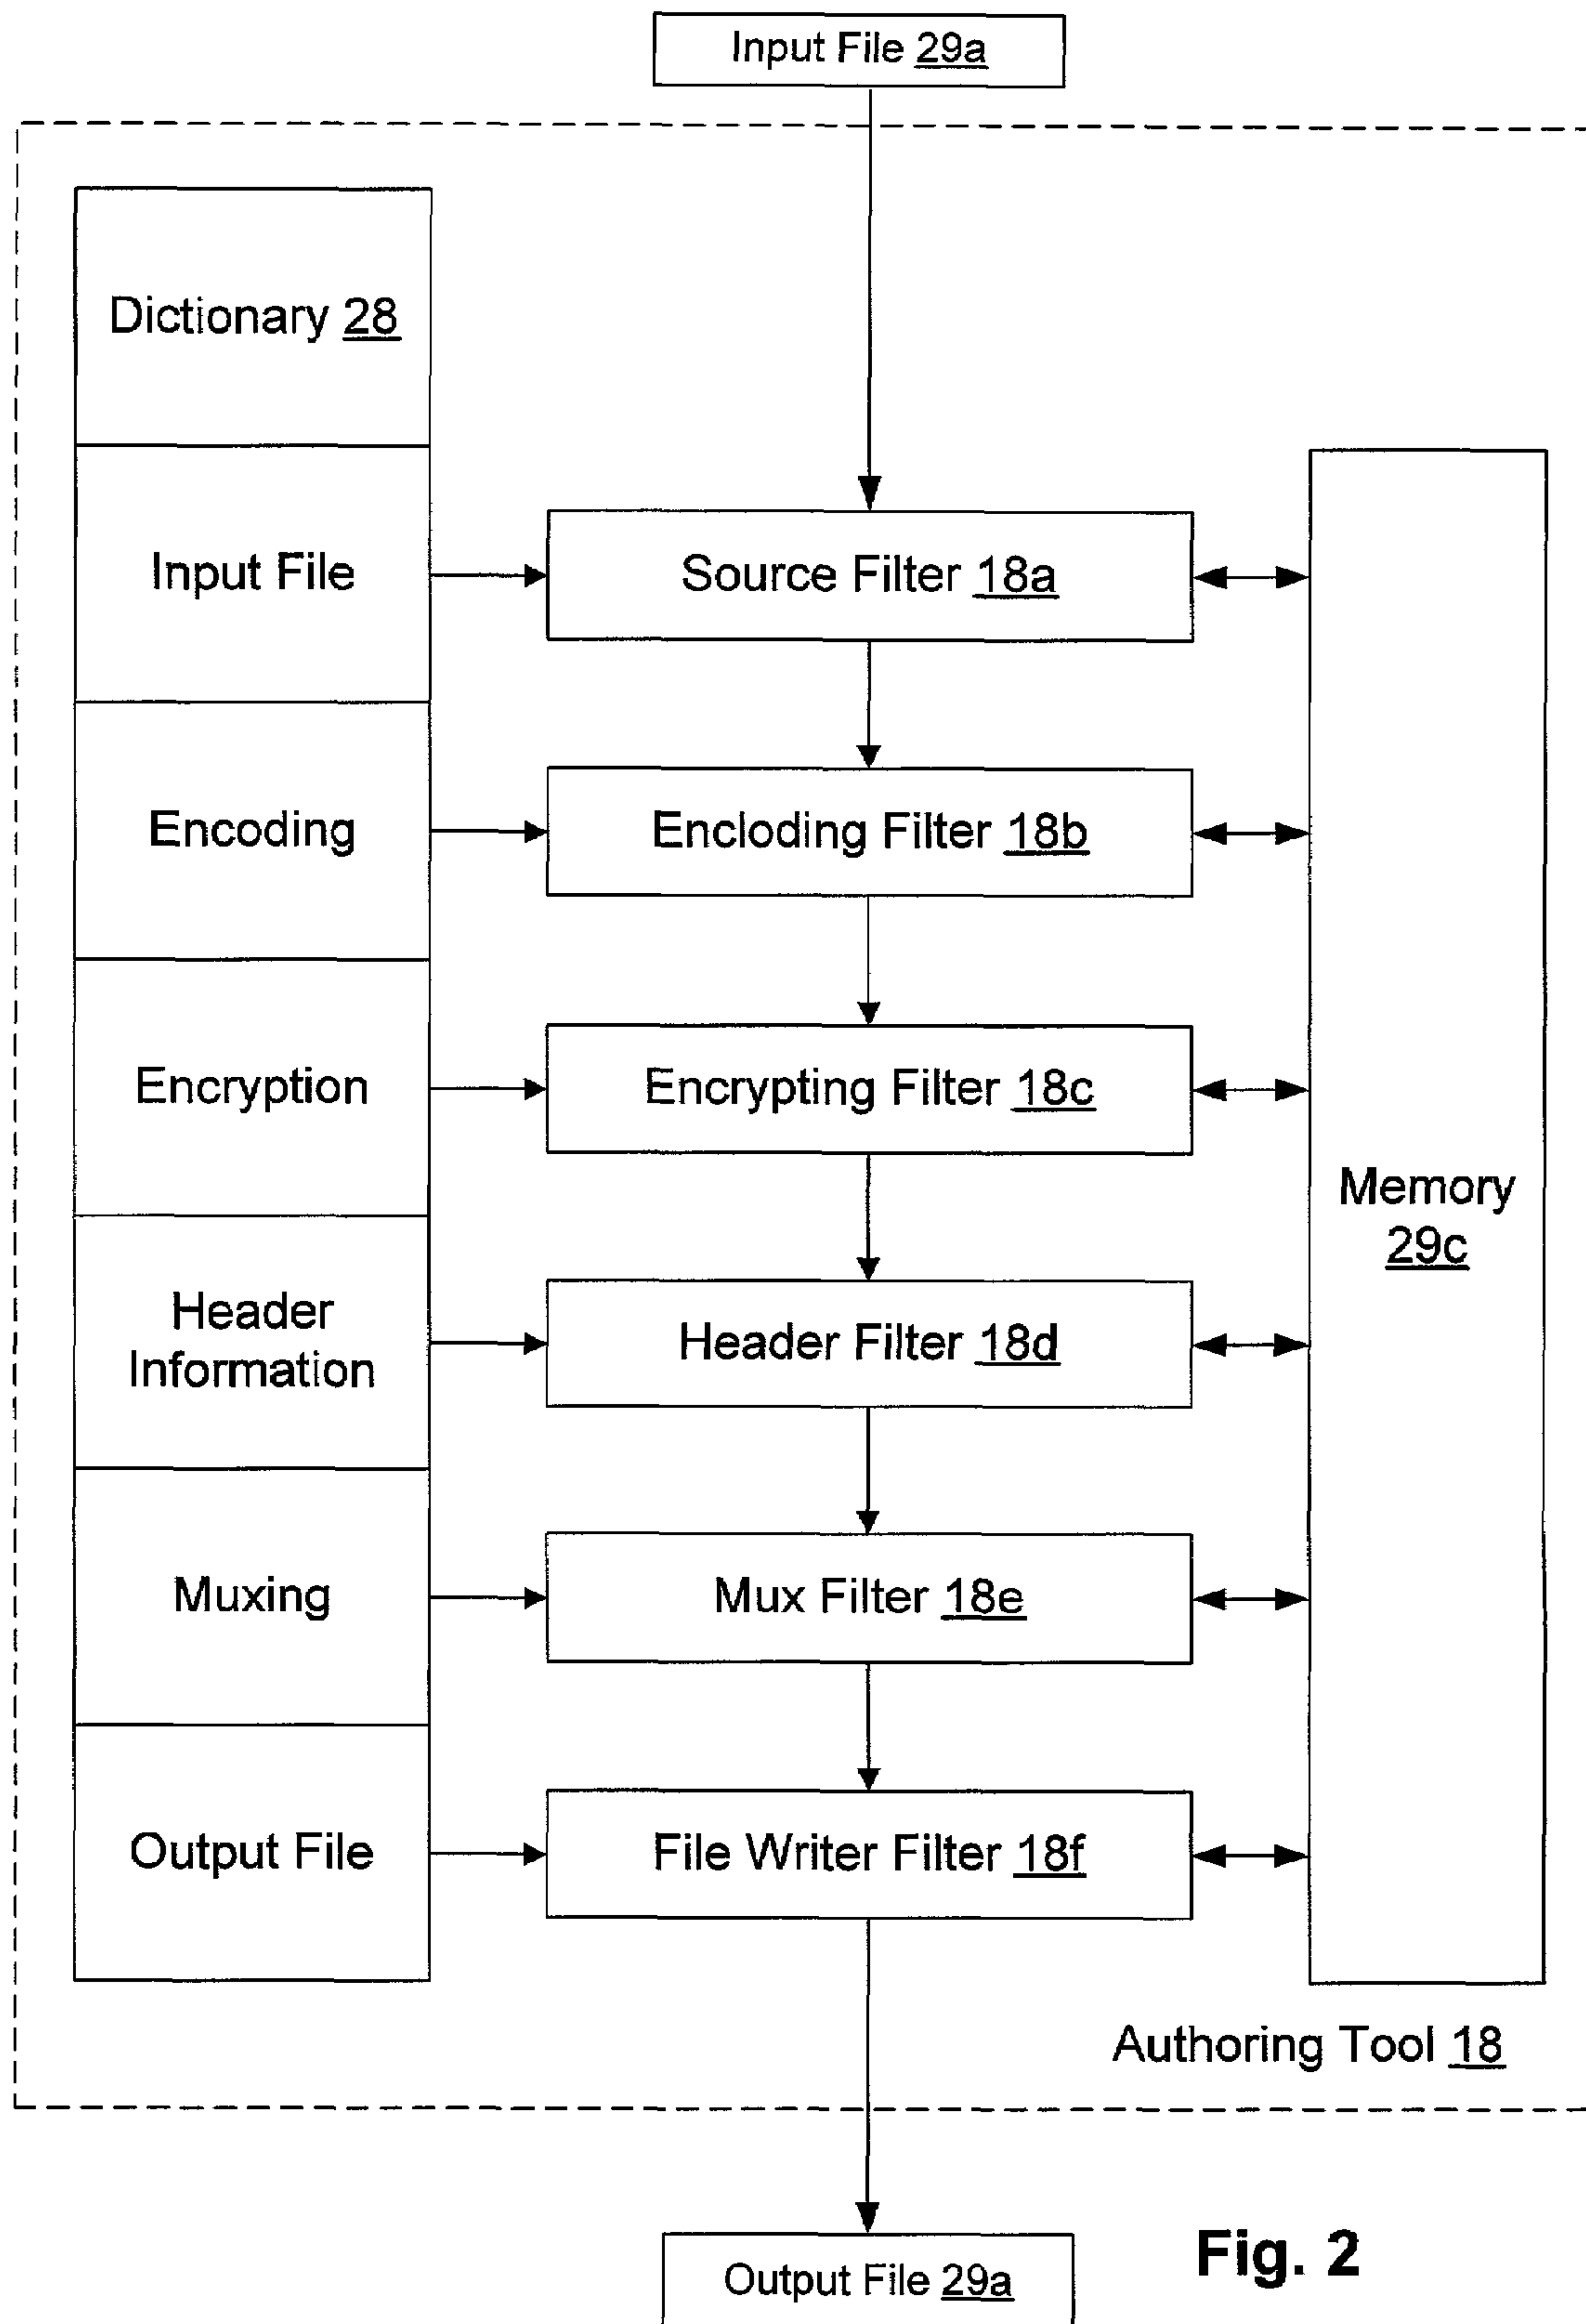 Input File 29a
Dictionary 28
Input File
Source Filter 18a
Encoding
Encloding Filter 18b
Encryption
Encrypting Filter 18c
Memory
29c
Header
Information
Header Filter 18d
Muxing
Mux Filter 18e
Output File
File Writer Filter 18f
Authoring Tool 18
Output File 29a
Fig. 2